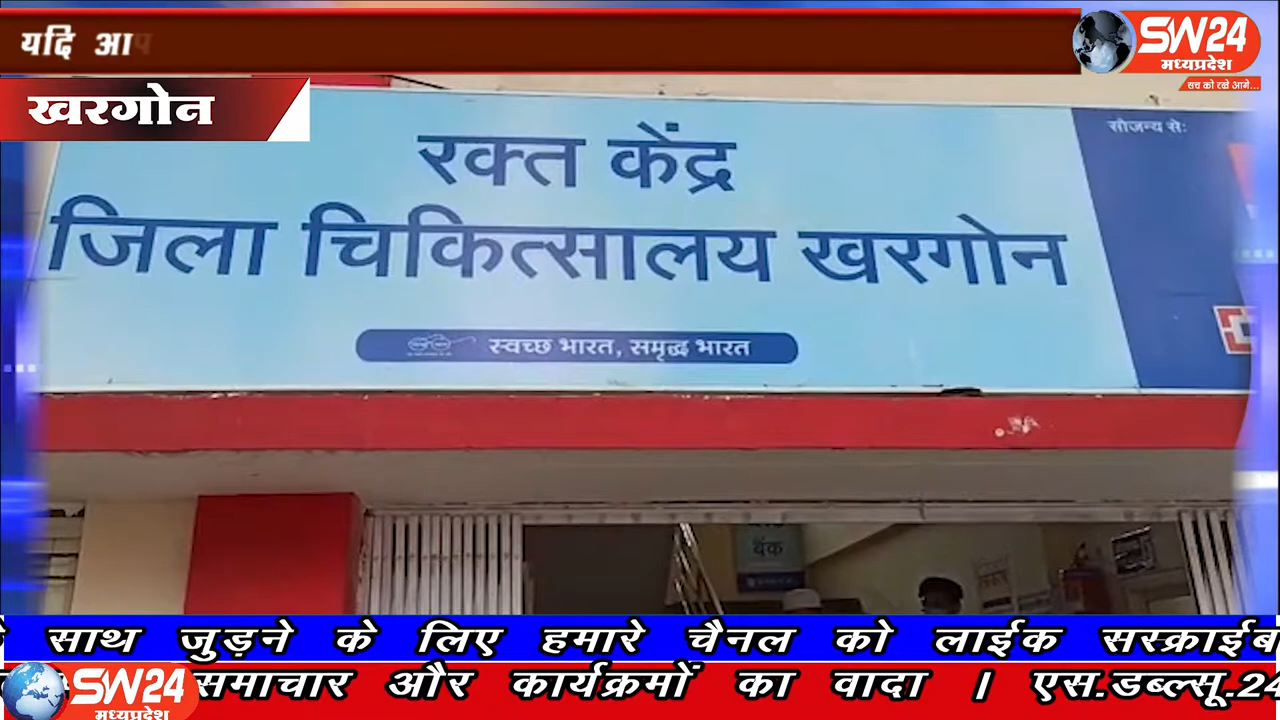 यदि आप
SW24
मध्यप्रदेश
सच को रखे आगे...
खरगोन
सौजन्य से:
रक्त केंद्र
जिला चिकित्सालय खरगोन
स्वच्छ भारत, समृद्ध भारत
बैंक
साथ जुड़ने के लिए हमारे चैनल को लाईक सस्क्राईब
SW24
मध्यप्रदेश
समाचार और कार्यक्रमों का वादा । एस.डब्ल्सू.24